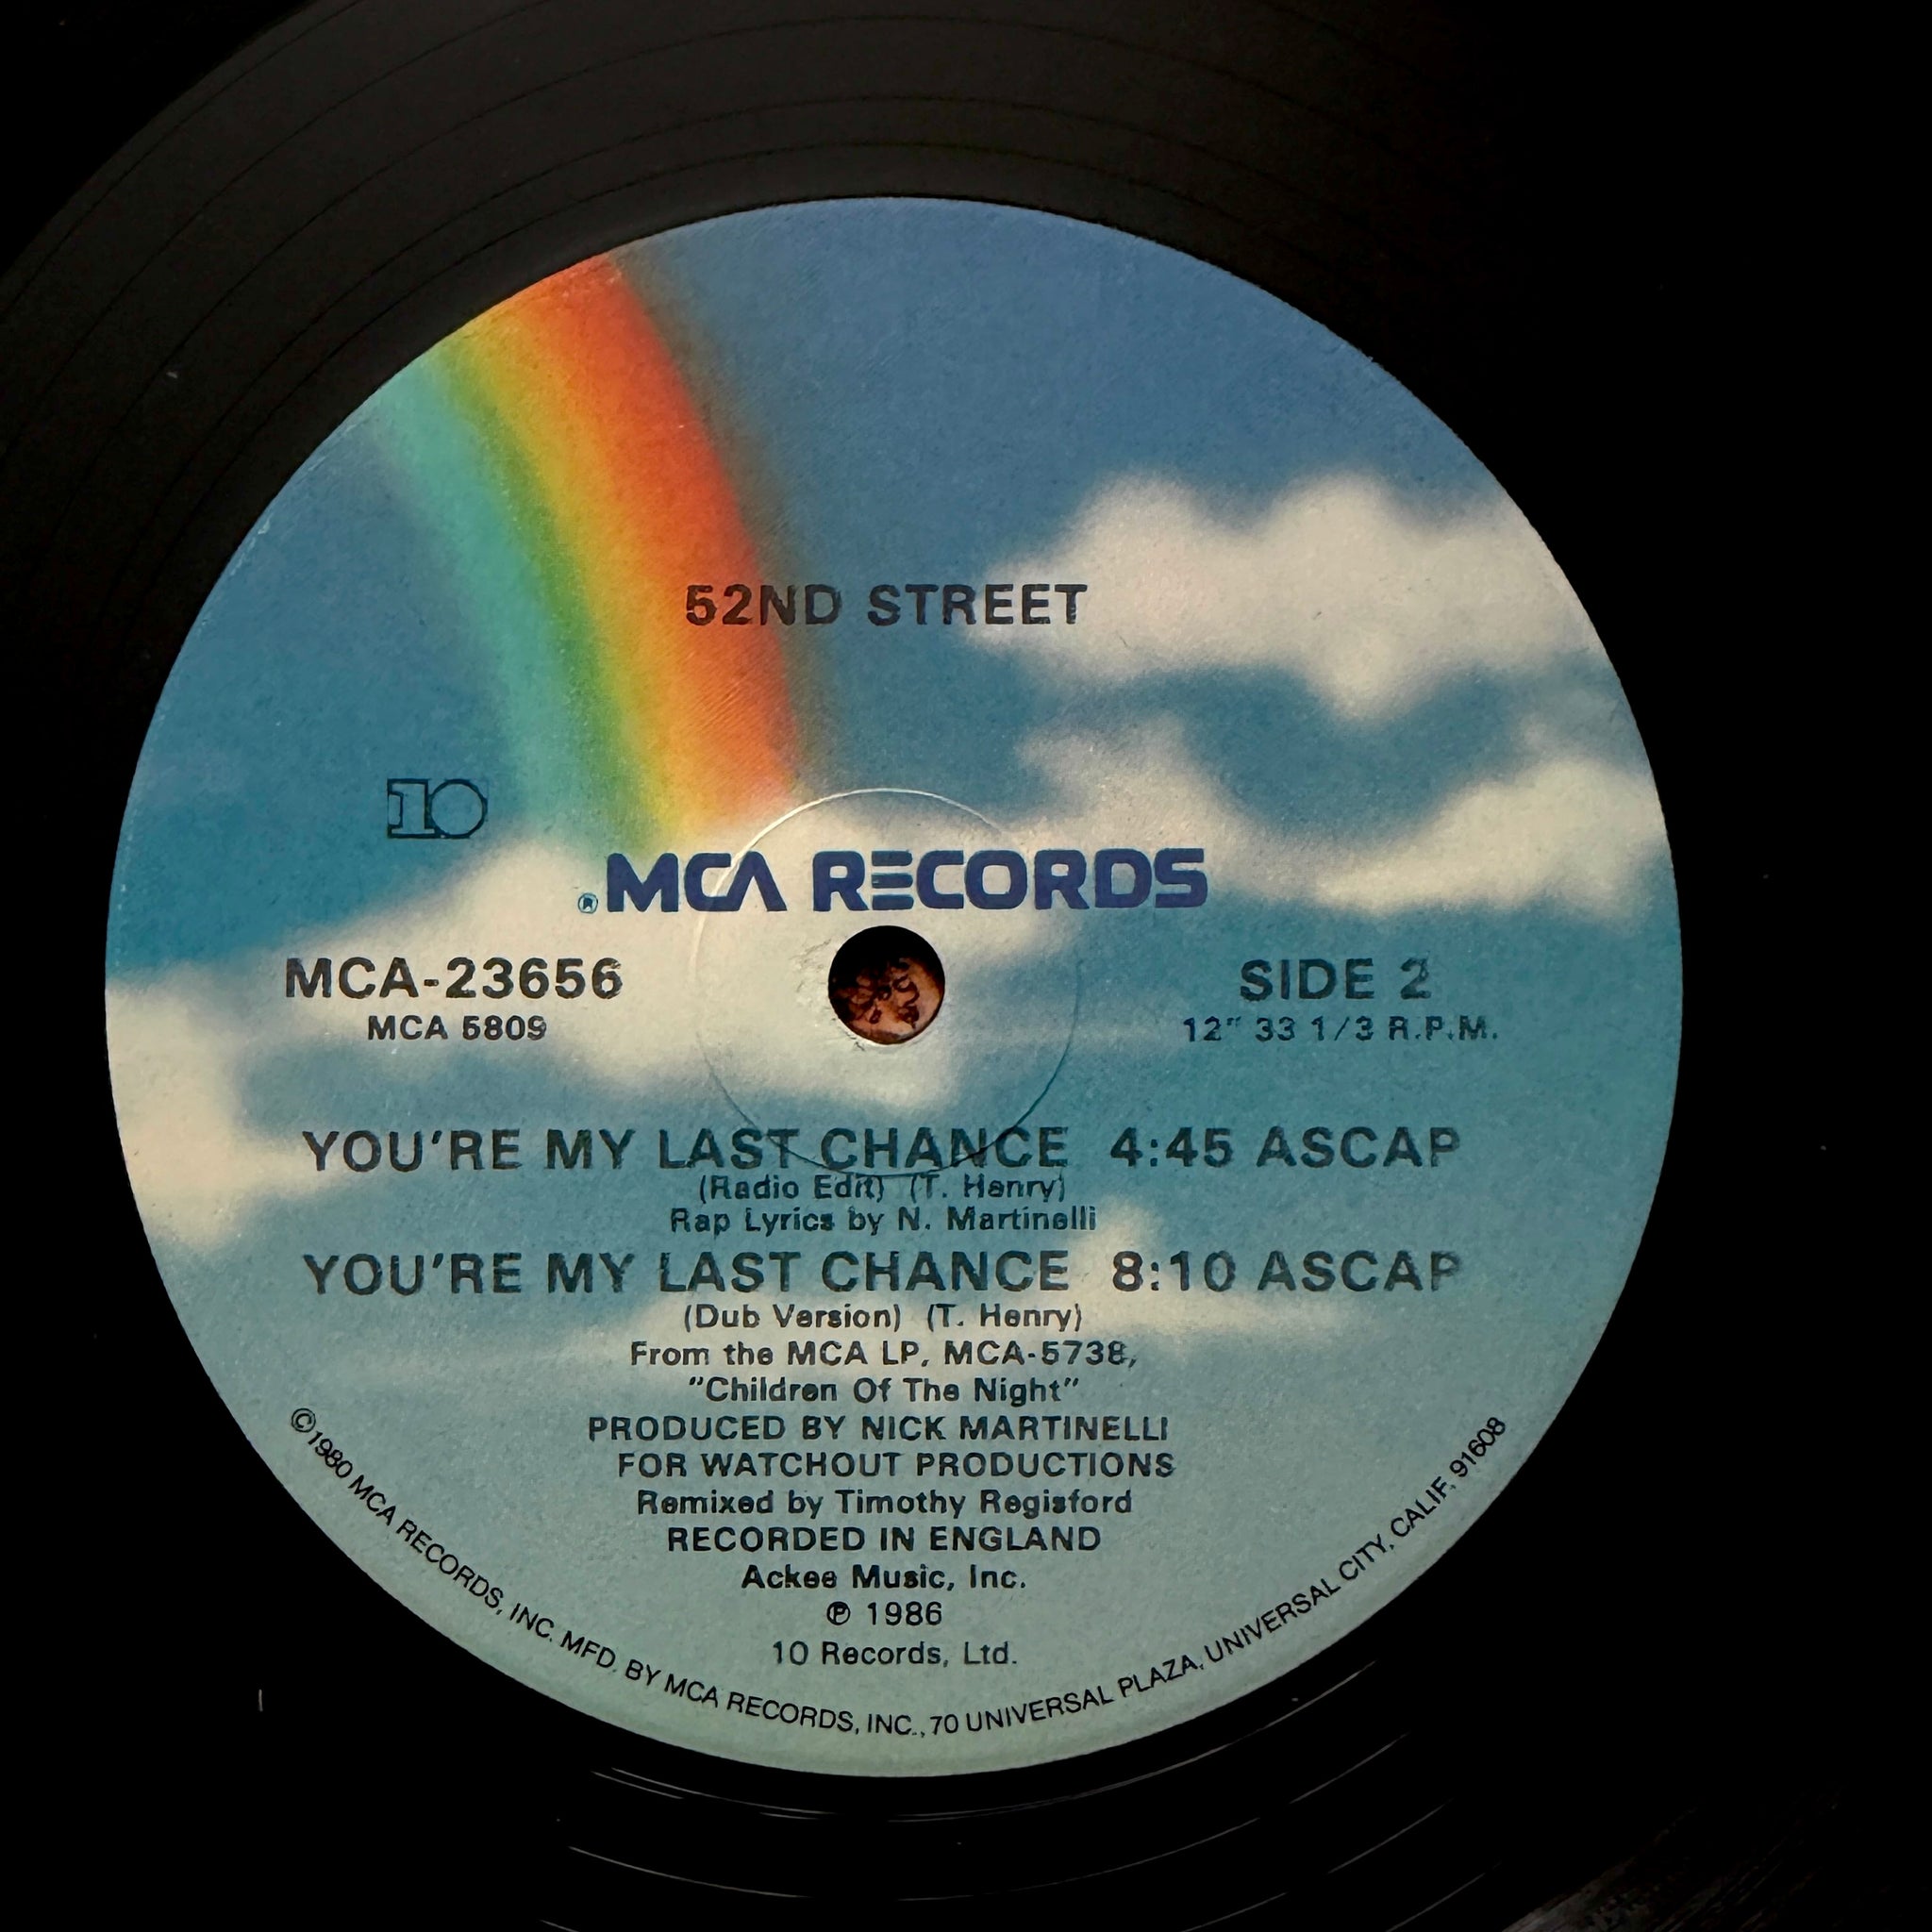 52ND STREET
10
® MCA RECORDS
MCA-23656
SIDE 2
MCA 5809
12" 33 1/3 R.P.M.
YOU'RE MY LAST CHANCE 4:45 ASCAP
(Radio Edit) (T. Henry)
Rap Lyrics by N. Martinelli
YOU'RE MY LAST CHANCE 8:10 ASCAP
(Dub Version) (T. Henry)
From the MCA LP, MCA-5738,
"Children Of The Night"
PRODUCED BY NICK MARTINELLI
FOR WATCHOUT PRODUCTIONS
Remixed by Timothy Regisford
RECORDED IN ENGLAND
Ackee Music, Inc.
℗ 1986
10 Records, Ltd.
©1980 MCA RECORDS, INC. MFD. BY MCA RECORDS, INC., 70 UNIVERSAL PLAZA, UNIVERSAL CITY, CALIF. 91608